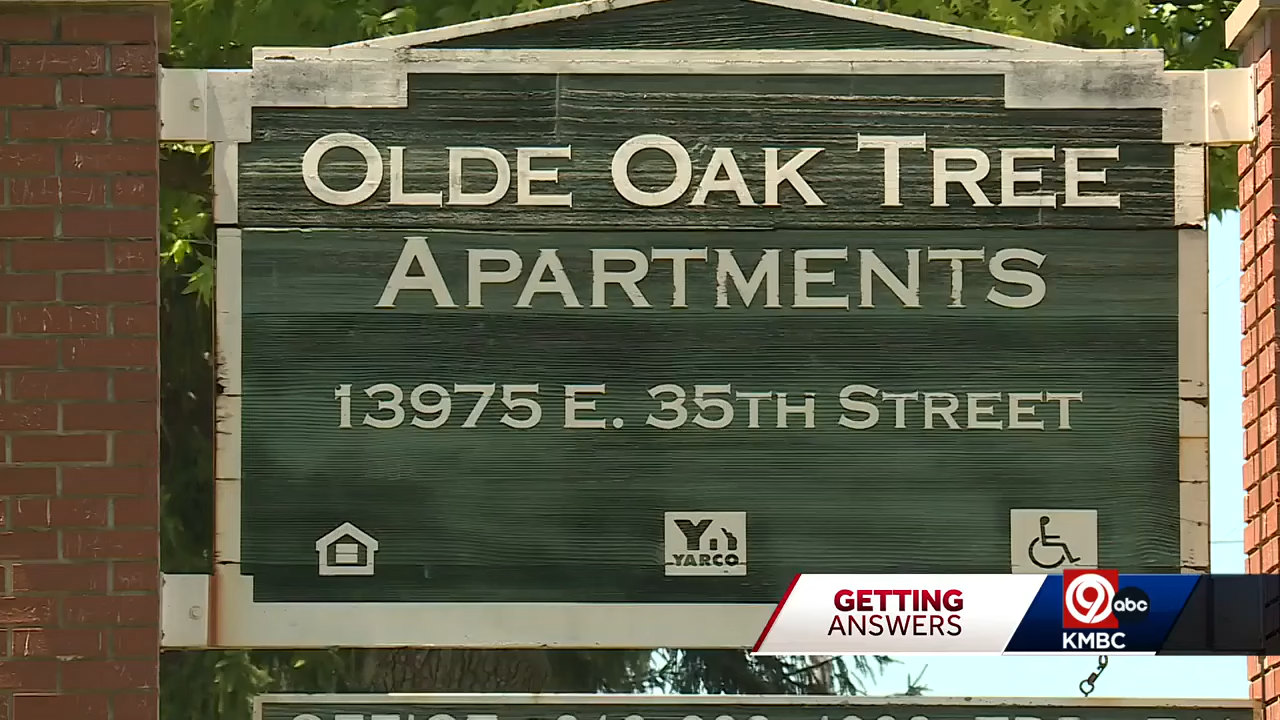 OLDE OAK TREE
APARTMENTS
13975 E. 35TH STREET
Y
YARCO
GETTING
ANSWERS
9
abc
KMBC